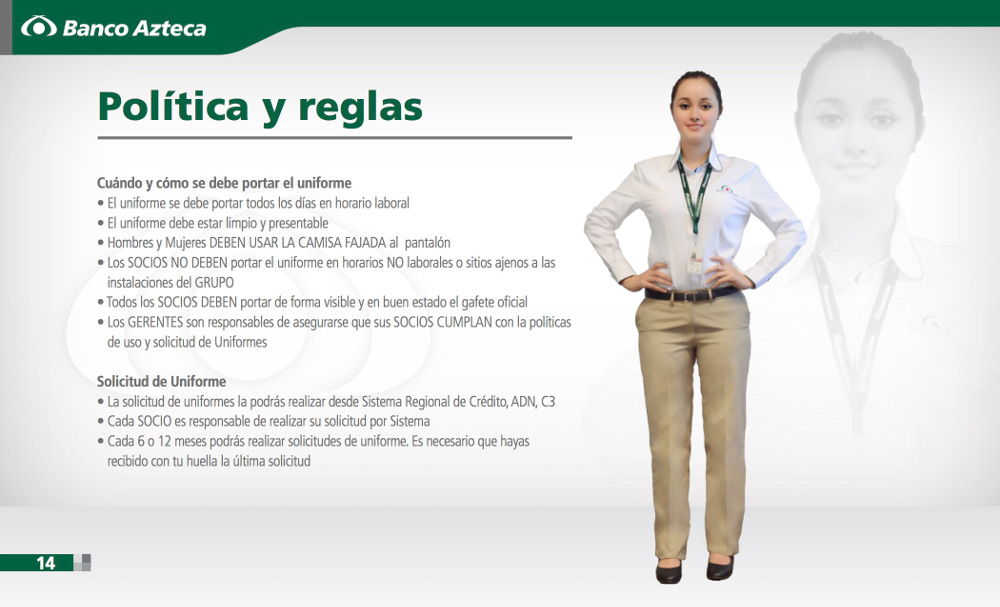 Banco Azteca
Política y reglas
Cuándo y cómo se debe portar el uniforme
• El uniforme se debe portar todos los días en horario laboral
• El uniforme debe estar limpio y presentable
• Hombres y Mujeres DEBEN USAR LA CAMISA FAJADA al pantalón
• Los SOCIOS NO DEBEN portar el uniforme en horarios NO laborales o sitios ajenos a las
instalaciones del GRUPO
• Todos los SOCIOS DEBEN portar de forma visible y en buen estado el gafete oficial
• Los GERENTES son responsables de asegurarse que sus SOCIOS CUMPLAN con la políticas
de uso y solicitud de Uniformes
Solicitud de Uniforme
• La solicitud de uniformes la podrás realizar desde Sistema Regional de Crédito, ADN, C3
• Cada SOCIO es responsable de realizar su solicitud por Sistema
• Cada 6 o 12 meses podrás realizar solicitudes de uniforme. Es necesario que hayas
recibido con tu huella la última solicitud
14